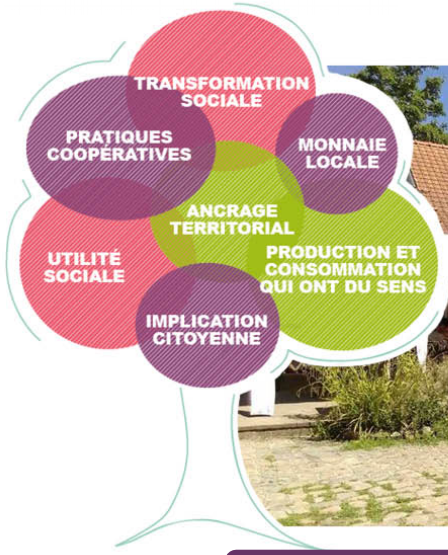 TRANSFORMATION
SOCIALE
PRATIQUES
COOPÉRATIVES
MONNAIE
LOCALE
ANCRAGE
TERRITORIAL
UTILITÉ
SOCIALE
PRODUCTION ET
CONSOMMATION
QUI ONT DU SENS
IMPLICATION
CITOYENNE